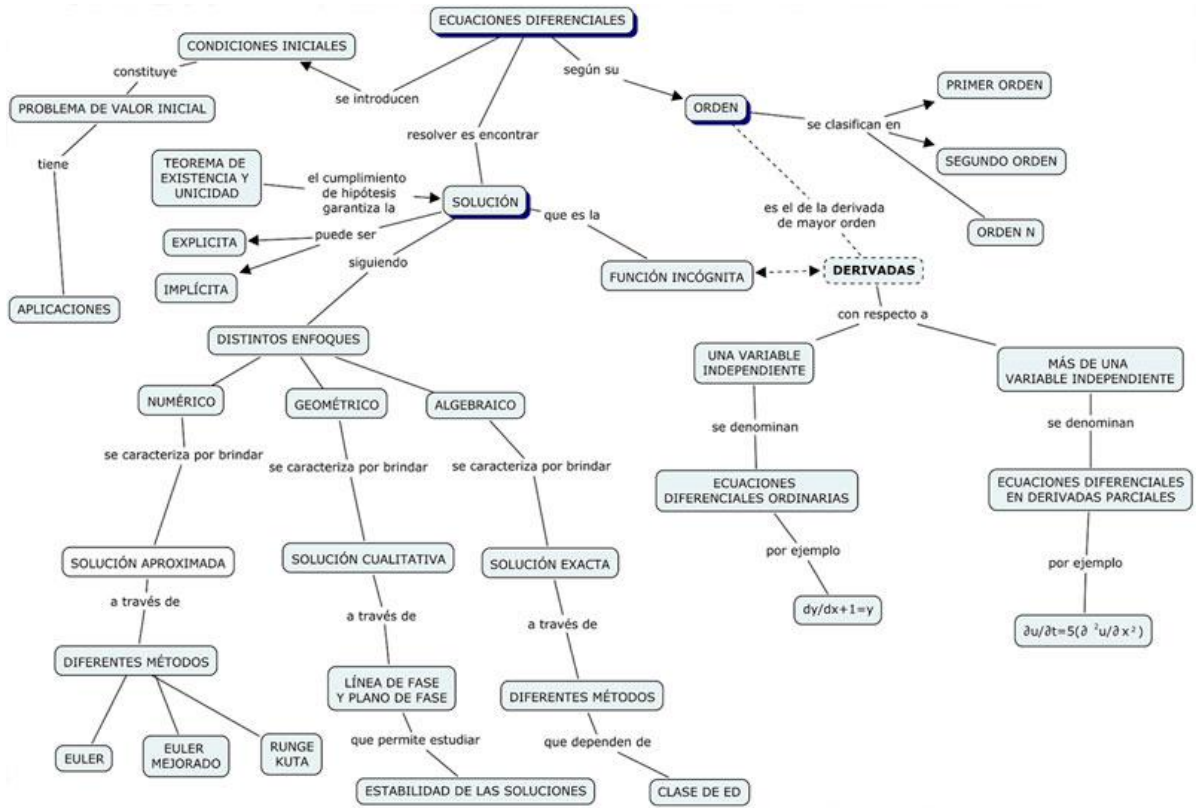 ECUACIONES DIFERENCIALES
CONDICIONES INICIALES
constituye
se introducen
según su
PROBLEMA DE VALOR INICIAL
ORDEN
PRIMER ORDEN
se clasifican en
resolver es encontrar
tiene
TEOREMA DE
EXISTENCIA Y
UNICIDAD
el cumplimiento
de hipótesis
garantiza la
SOLUCIÓN
SEGUNDO ORDEN
que es la
es el de la derivada
de mayor orden
ORDEN N
EXPLICITA
puede ser
siguiendo
IMPLÍCITA
FUNCIÓN INCÓGNITA
DERIVADAS
APLICACIONES
con respecto a
DISTINTOS ENFOQUES
UNA VARIABLE
INDEPENDIENTE
MÁS DE UNA
VARIABLE INDEPENDIENTE
NUMÉRICO
GEOMÉTRICO
ALGEBRAICO
se denominan
se denominan
se caracteriza por brindar
se caracteriza por brindar
se caracteriza por brindar
ECUACIONES
DIFERENCIALES ORDINARIAS
ECUACIONES DIFERENCIALES
EN DERIVADAS PARCIALES
SOLUCIÓN APROXIMADA
SOLUCIÓN CUALITATIVA
SOLUCIÓN EXACTA
por ejemplo
por ejemplo
a través de
a través de
a través de
dy/dx+1=y
∂u/∂t=5(∂ ²u/∂ x²)
DIFERENTES MÉTODOS
LÍNEA DE FASE
Y PLANO DE FASE
DIFERENTES MÉTODOS
EULER
EULER
MEJORADO
RUNGE
KUTA
que permite estudiar
que dependen de
ESTABILIDAD DE LAS SOLUCIONES
CLASE DE ED